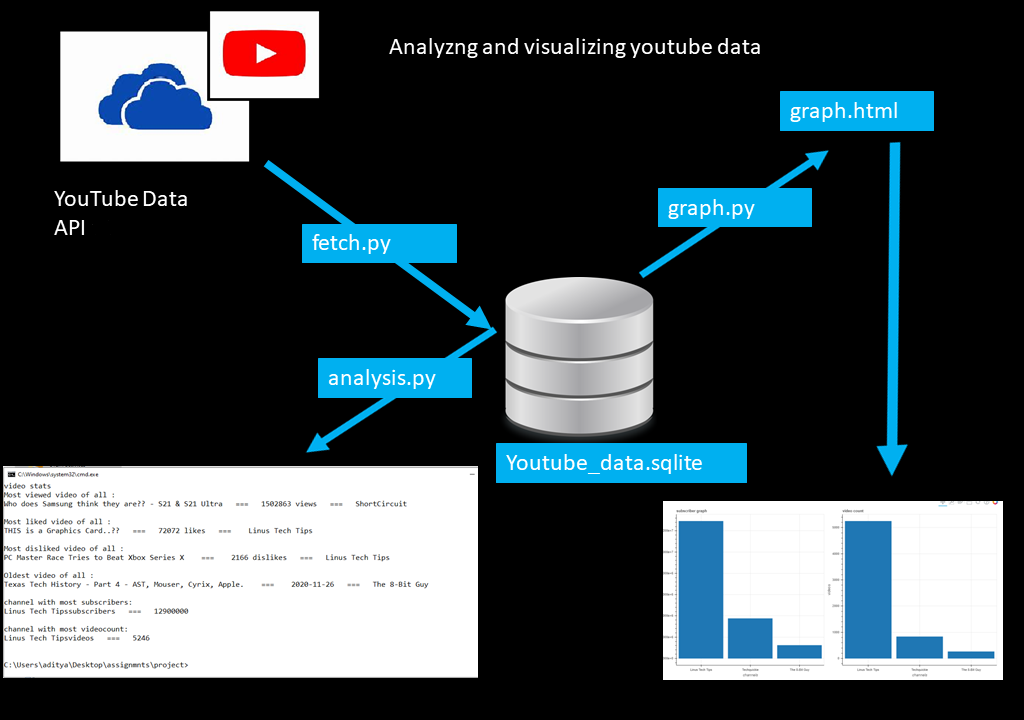 Analyzng and visualizing youtube data
graph.html
YouTube Data
API
graph.py
fetch.py
analysis.py
Youtube_data.sqlite
C:\Windows\system32\cmd.exe
video stats
Most viewed video of all :
Who does Samsung think they are?? - S21 & S21 Ultra   ===   1502863 views   ===   ShortCircuit
Most liked video of all :
THIS is a Graphics Card..??   ===   72072 likes   ===    Linus Tech Tips
Most disliked video of all :
PC Master Race Tries to Beat Xbox Series X    ===    2166 dislikes   ===   Linus Tech Tips
Oldest video of all :
Texas Tech History - Part 4 - AST, Mouser, Cyrix, Apple.    ===    2020-11-26   ===   The 8-Bit Guy
channel with most subscribers:
Linus Tech Tipssubscribers   ===   12900000
channel with most videocount:
Linus Tech Tipsvideos   ===   5246
C:\Users\aditya\Desktop\assignmnts\project>
subscriber graph
video count
Linus Tech Tips
The 8-Bit Guy
channels
Linus Tech Tips
The 8-Bit Guy
channels